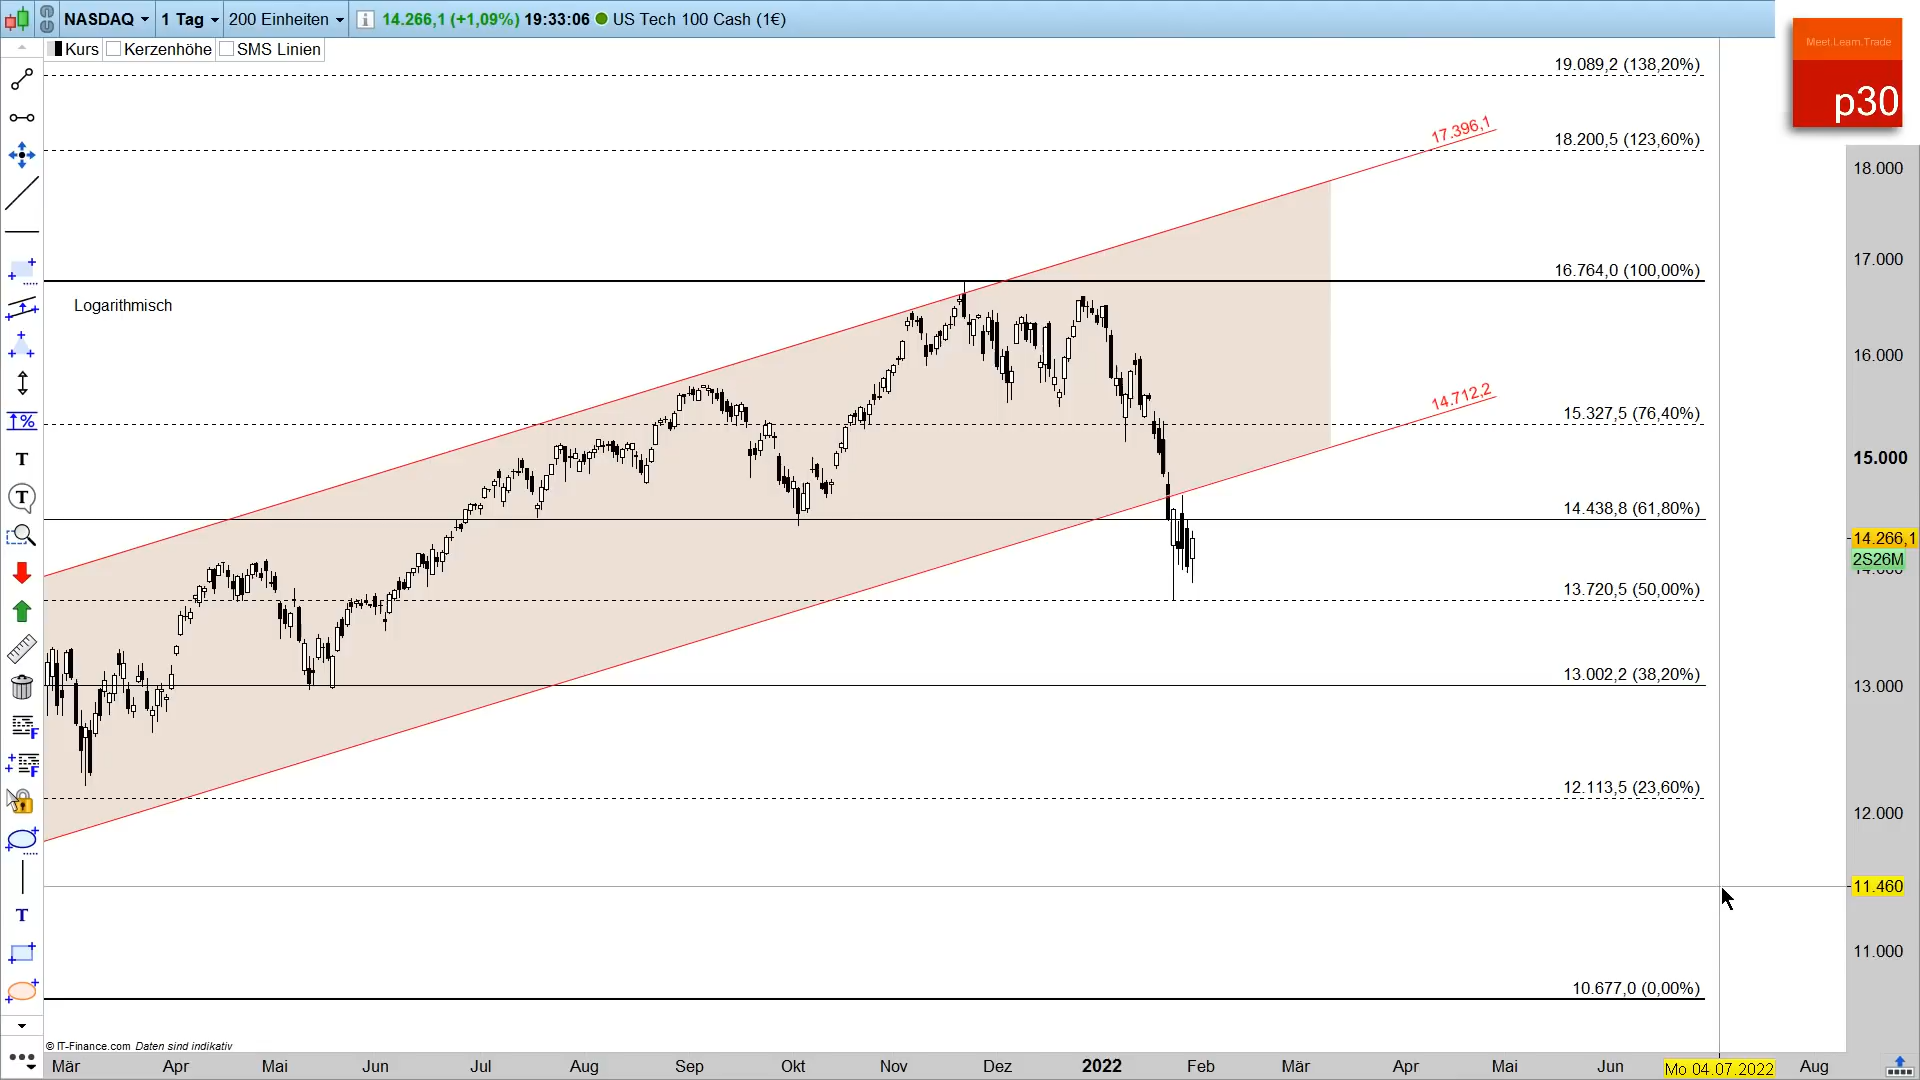 NASDAQ 1 Tag 200 Einheiten 14.266,1 (+1,09%) 19:33:06 US Tech 100 Cash (1€)
Kurs Kerzenhöhe SMS Linien
Meet.Learn.Trade
p30
19.089,2 (138,20%)
17.396,1
18.200,5 (123,60%)
18.000
17.000
16.764,0 (100,00%)
Logarithmisch
16.000
14.712,2
15.327,5 (76,40%)
15.000
14.438,8 (61,80%)
14.266,1
2S26M
14.000
13.720,5 (50,00%)
13.002,2 (38,20%)
13.000
12.113,5 (23,60%)
12.000
11.460
11.000
10.677,0 (0,00%)
© IT-Finance.com Daten sind indikativ
Mär Apr Mai Jun Jul Aug Sep Okt Nov Dez 2022 Feb Mär Apr Mai Jun Mo 04.07.2022 Aug